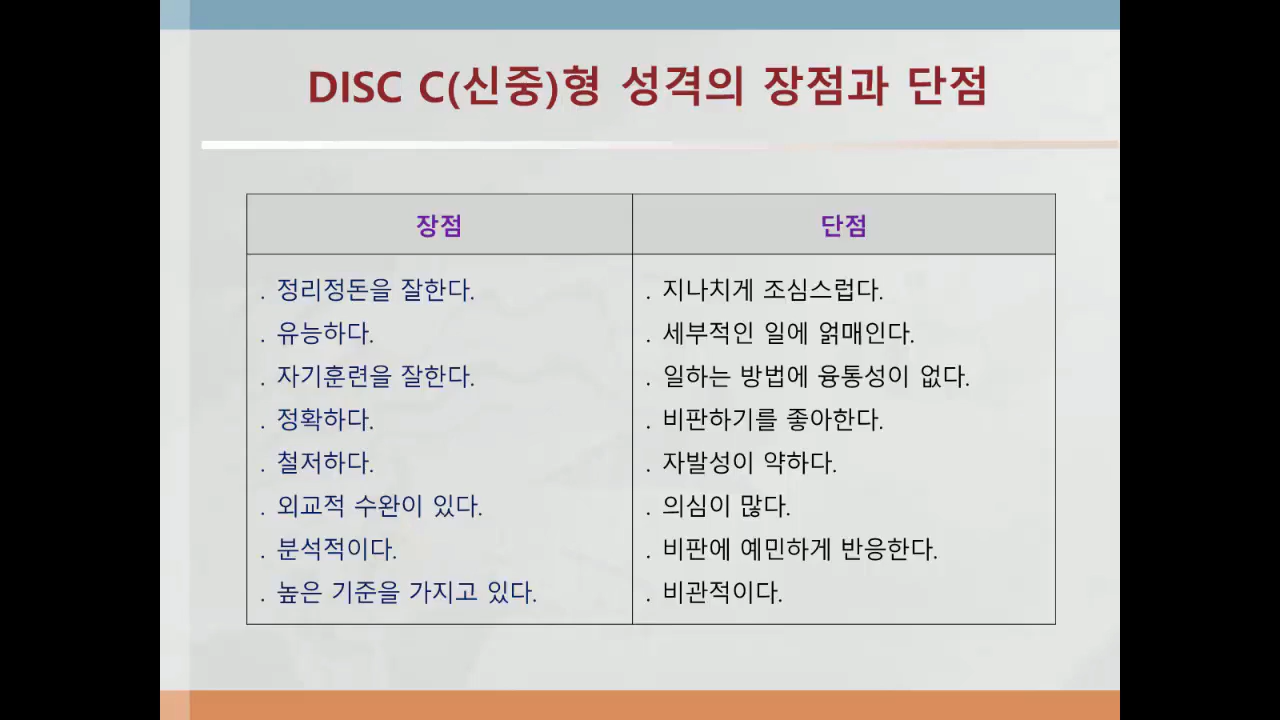 DISC C(신중)형 성격의 장점과 단점
장점
단점
. 정리정돈을 잘한다.
. 유능하다.
. 자기훈련을 잘한다.
. 정확하다.
. 철저하다.
. 외교적 수완이 있다.
. 분석적이다.
. 높은 기준을 가지고 있다.
. 지나치게 조심스럽다.
. 세부적인 일에 얽매인다.
. 일하는 방법에 융통성이 없다.
. 비판하기를 좋아한다.
. 자발성이 약하다.
. 의심이 많다.
. 비판에 예민하게 반응한다.
. 비관적이다.